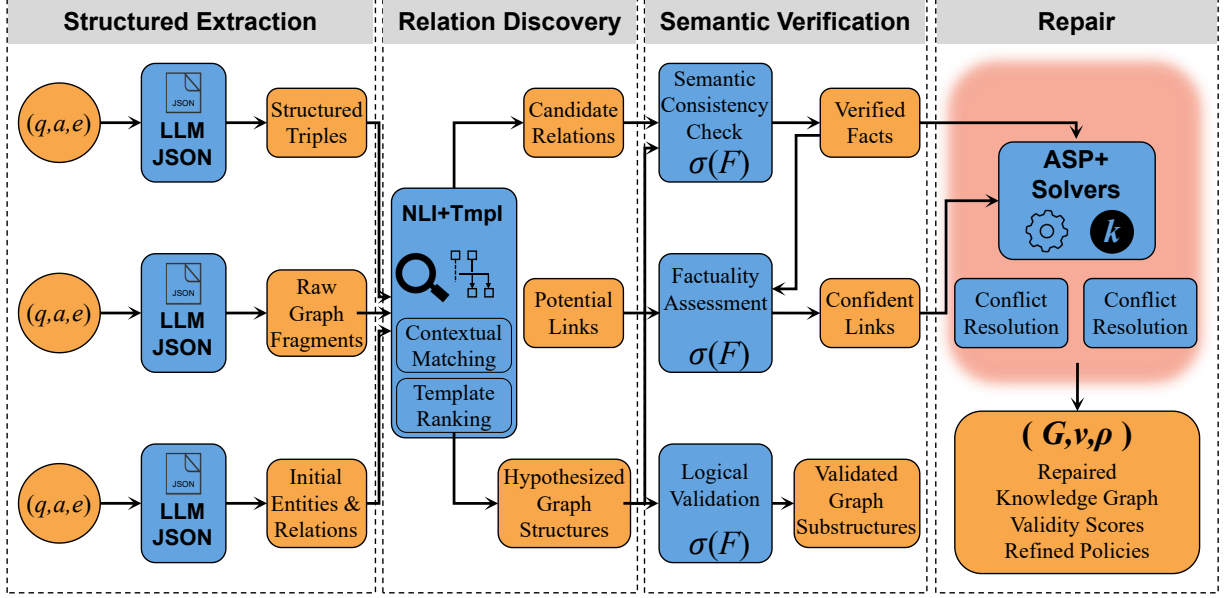 Structured Extraction
Relation Discovery
Semantic Verification
Repair
(q,a,e)
JSON
LLM
JSON
Structured
Triples
(q,a,e)
JSON
LLM
JSON
Raw
Graph
Fragments
(q,a,e)
JSON
LLM
JSON
Initial
Entities &
Relations
NLI+Tmpl
Contextual
Matching
Template
Ranking
Candidate
Relations
Potential
Links
Hypothesized
Graph
Structures
Semantic
Consistency
Check
σ(F)
Factuality
Assessment
σ(F)
Logical
Validation
σ(F)
Verified
Facts
Confident
Links
Validated
Graph
Substructures
ASP+
Solvers
k
Conflict
Resolution
Conflict
Resolution
( G,ν,ρ )
Repaired
Knowledge Graph
Validity Scores
Refined Policies